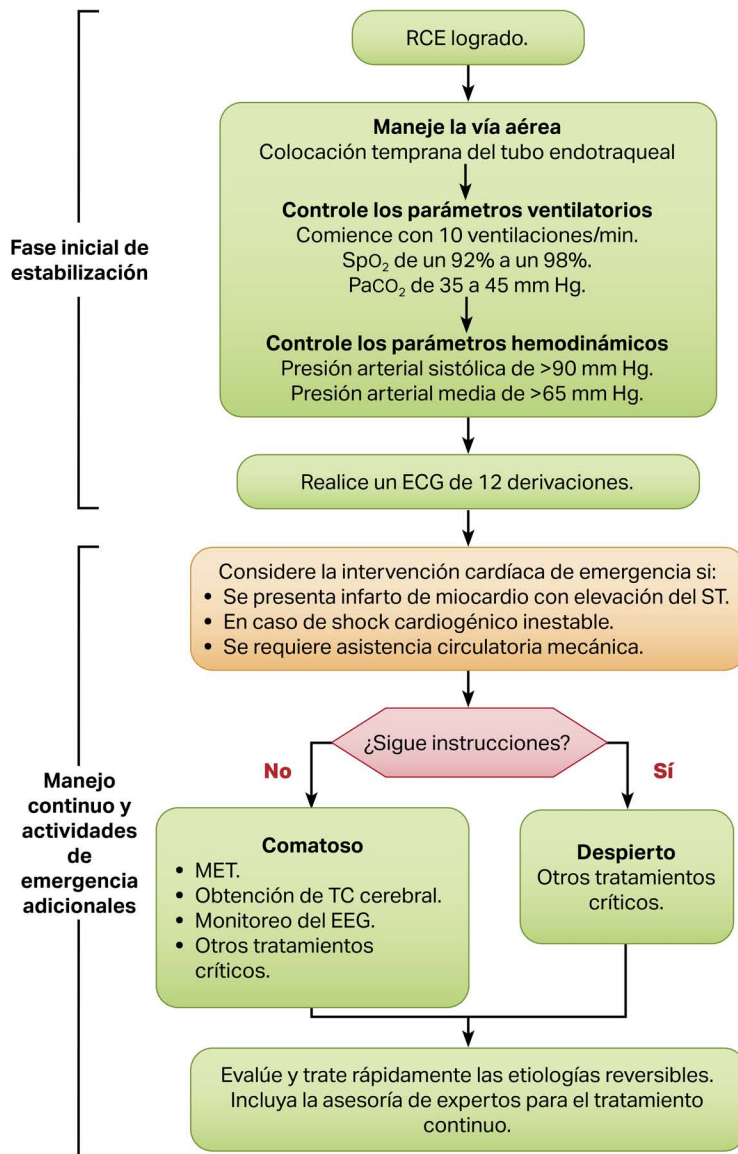 RCE logrado.
Maneje la vía aérea
Colocación temprana del tubo endotraqueal
Controle los parámetros ventilatorios
Comience con 10 ventilaciones/min.
SpO₂ de un 92% a un 98%.
PaCO₂ de 35 a 45 mm Hg.
Controle los parámetros hemodinámicos
Presión arterial sistólica de >90 mm Hg.
Presión arterial media de >65 mm Hg.
Fase inicial de
estabilización
Realice un ECG de 12 derivaciones.
Considere la intervención cardíaca de emergencia si:
• Se presenta infarto de miocardio con elevación del ST.
• En caso de shock cardiogénico inestable.
• Se requiere asistencia circulatoria mecánica.
¿Sigue instrucciones?
No
Sí
Manejo
continuo y
actividades
de
emergencia
adicionales
Comatoso
• MET.
• Obtención de TC cerebral.
• Monitoreo del EEG.
• Otros tratamientos
críticos.
Despierto
Otros tratamientos
críticos.
Evalúe y trate rápidamente las etiologías reversibles.
Incluya la asesoría de expertos para el tratamiento
continuo.